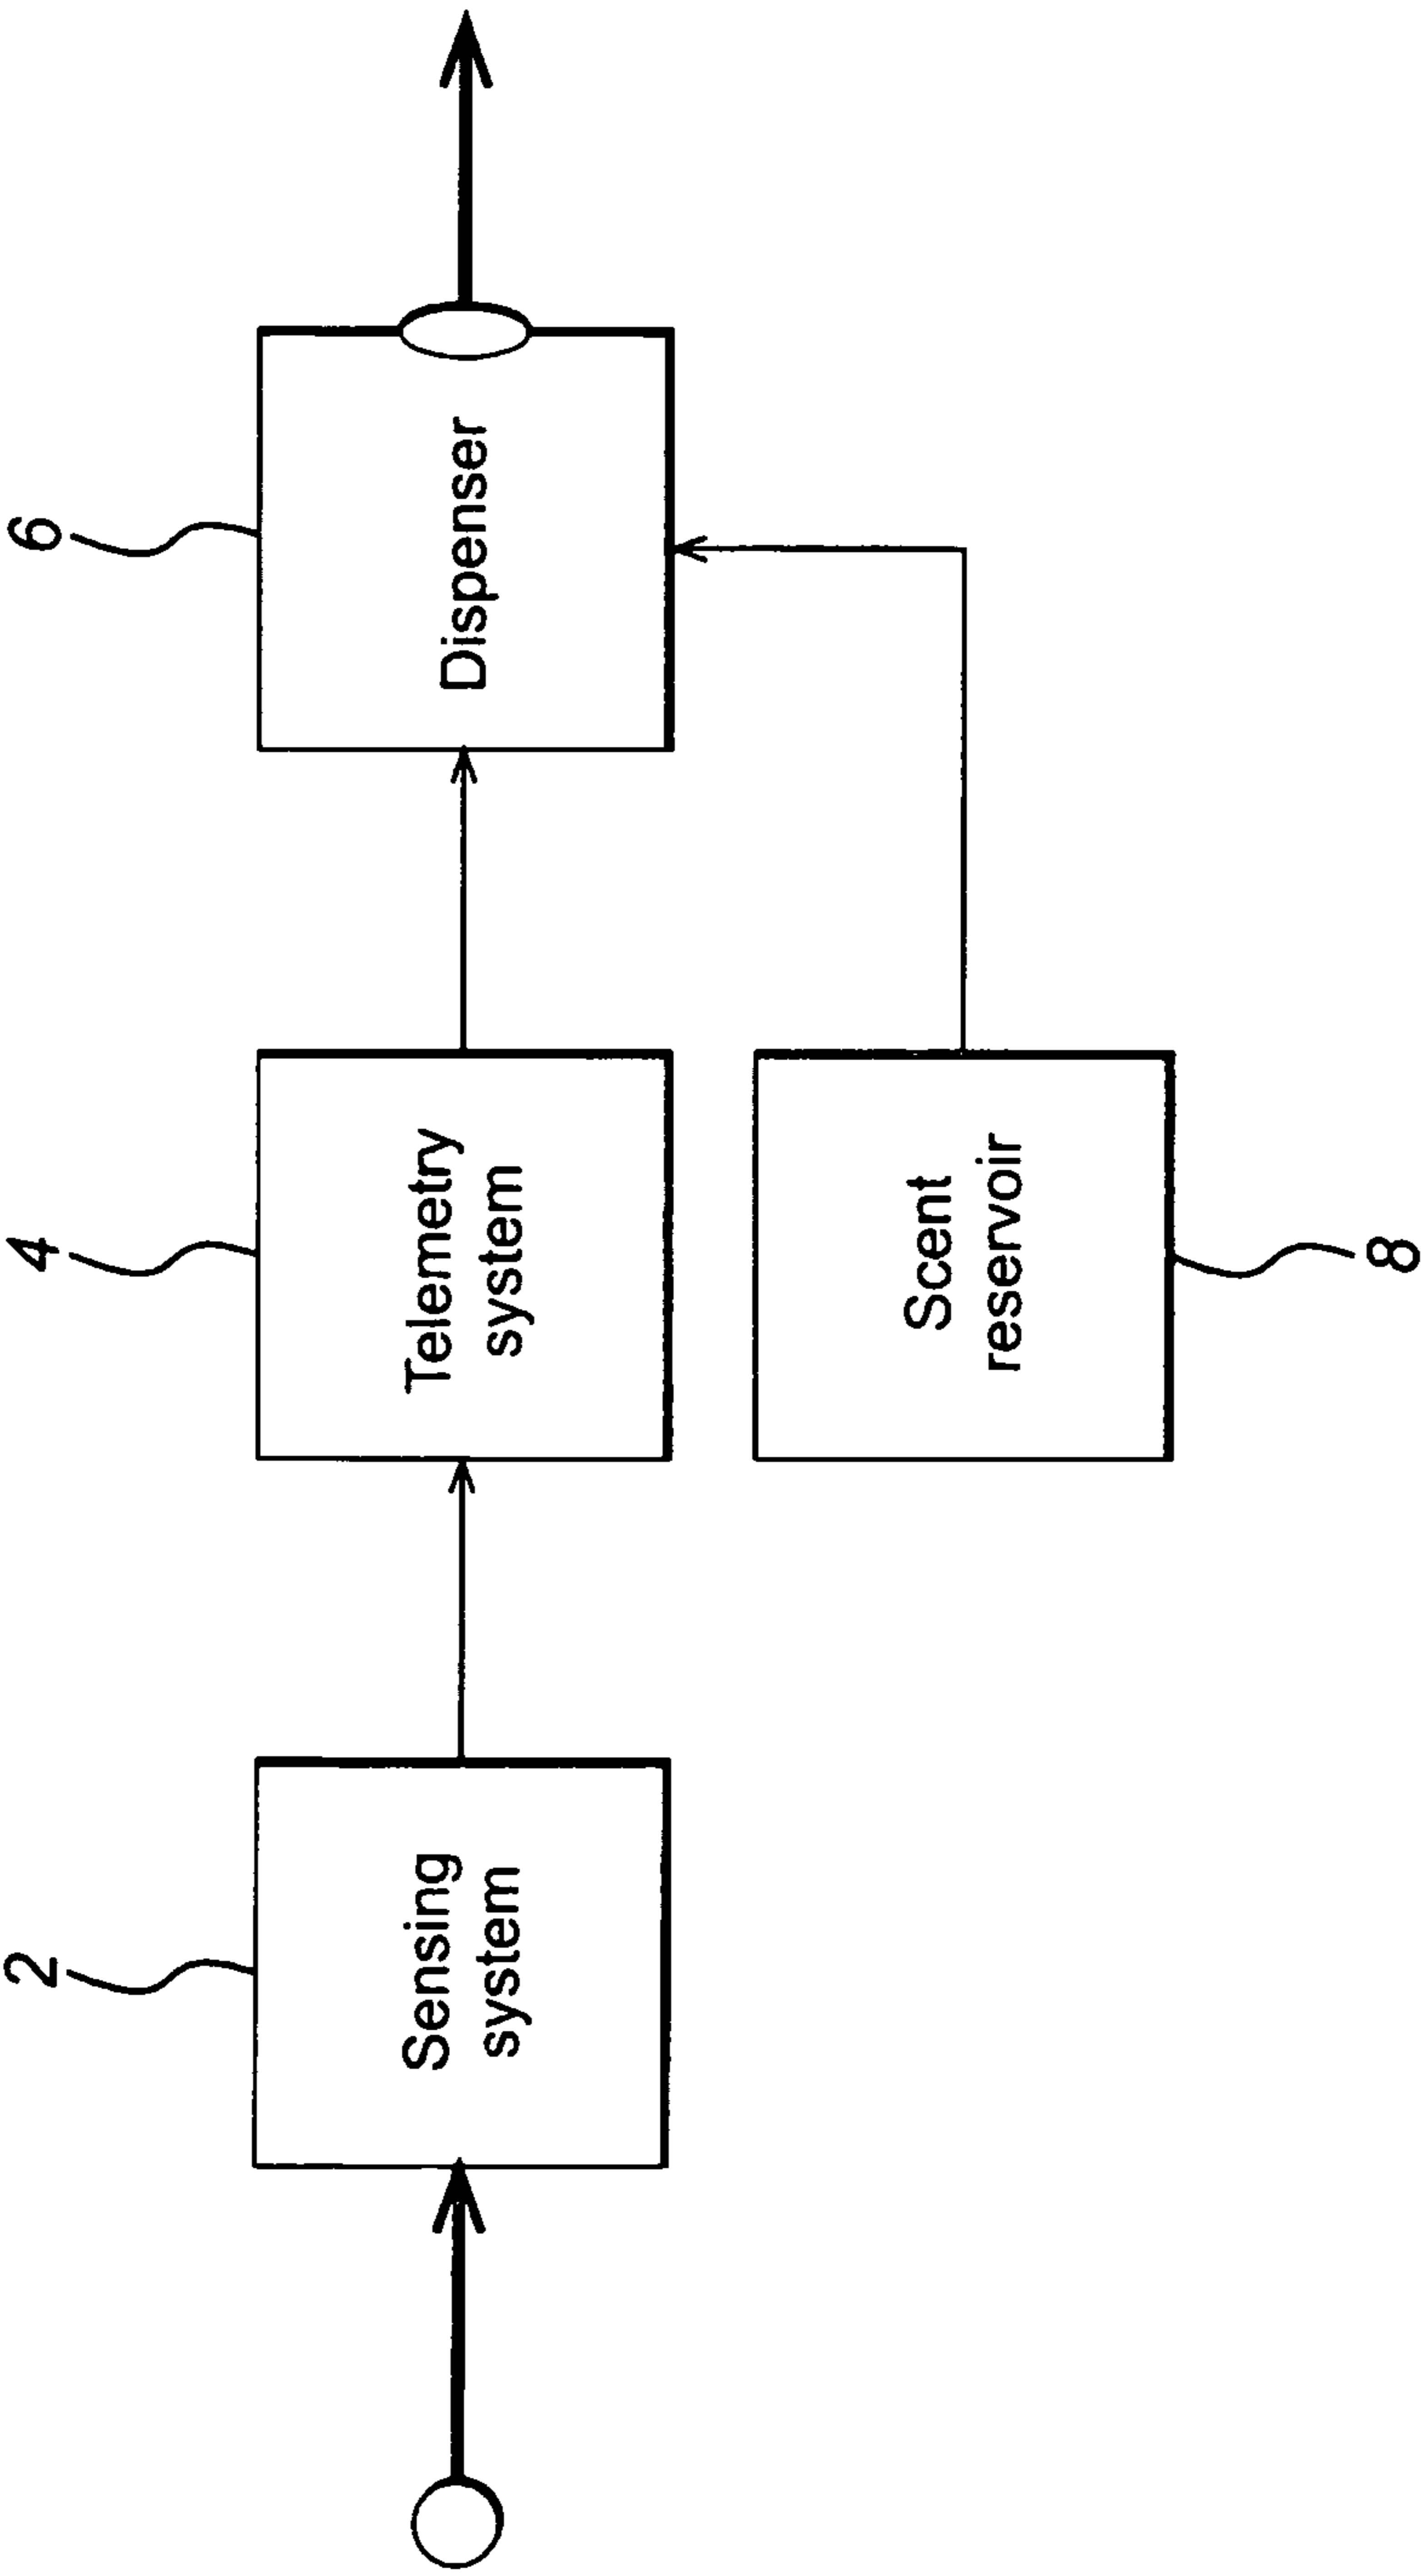 2
4
6
Sensing
system
Telemetry
system
Dispenser
Scent
reservoir
8